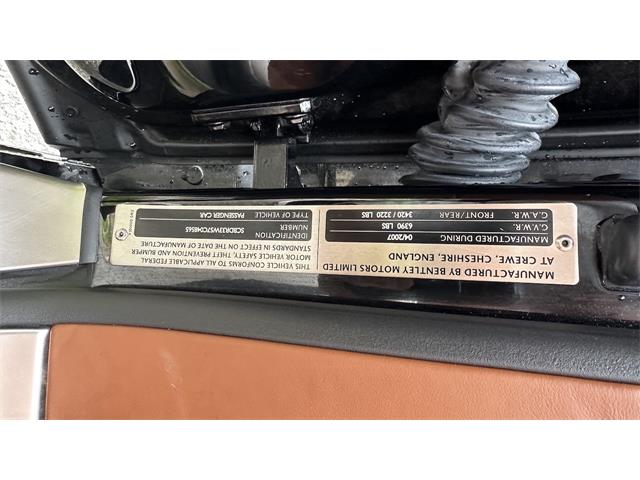 MANUFACTURED BY BENTLEY MOTORS LIMITED
AT CREWE, CHESHIRE, ENGLAND
MANUFACTURED DURING 04/2007
G.V.W.R. 6390 LBS
G.A.W.R. FRONT/REAR 3420 / 3220 LBS
THIS VEHICLE CONFORMS TO ALL APPLICABLE FEDERAL
MOTOR VEHICLE SAFETY, THEFT PREVENTION AND BUMPER
STANDARDS IN EFFECT ON THE DATE OF MANUFACTURE
IDENTIFICATION
NUMBER
TYPE OF VEHICLE PASSENGER CAR